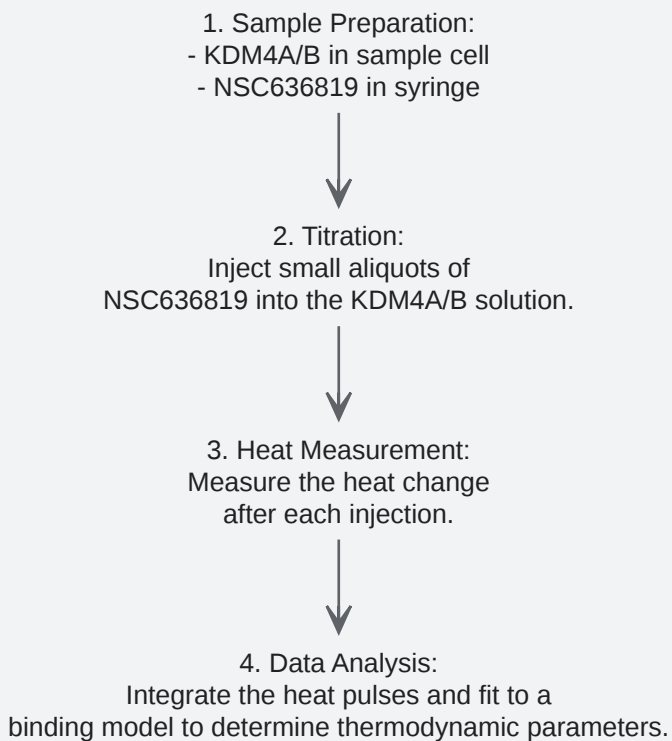 1. Sample Preparation:
- KDM4A/B in sample cell
- NSC636819 in syringe
2. Titration:
Inject small aliquots of
NSC636819 into the KDM4A/B solution.
3. Heat Measurement:
Measure the heat change
after each injection.
4. Data Analysis:
Integrate the heat pulses and fit to a
binding model to determine thermodynamic parameters.